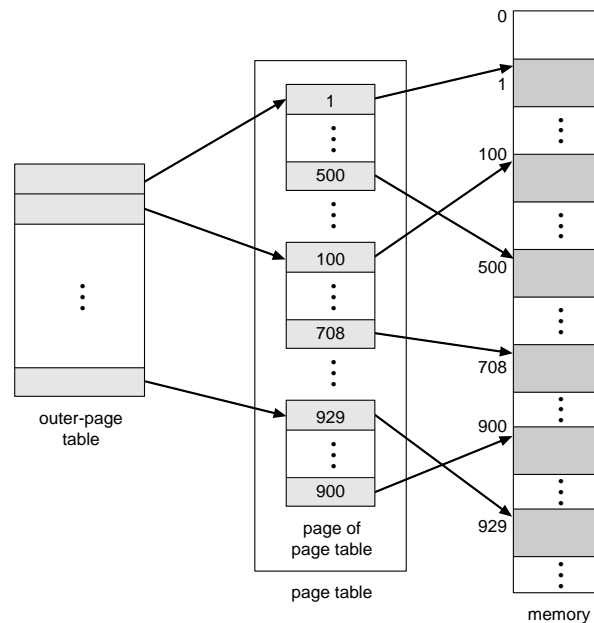 0
1
1
500
100
100
500
708
708
929
900
900
929
outer-page
table
page of
page table
page table
memory